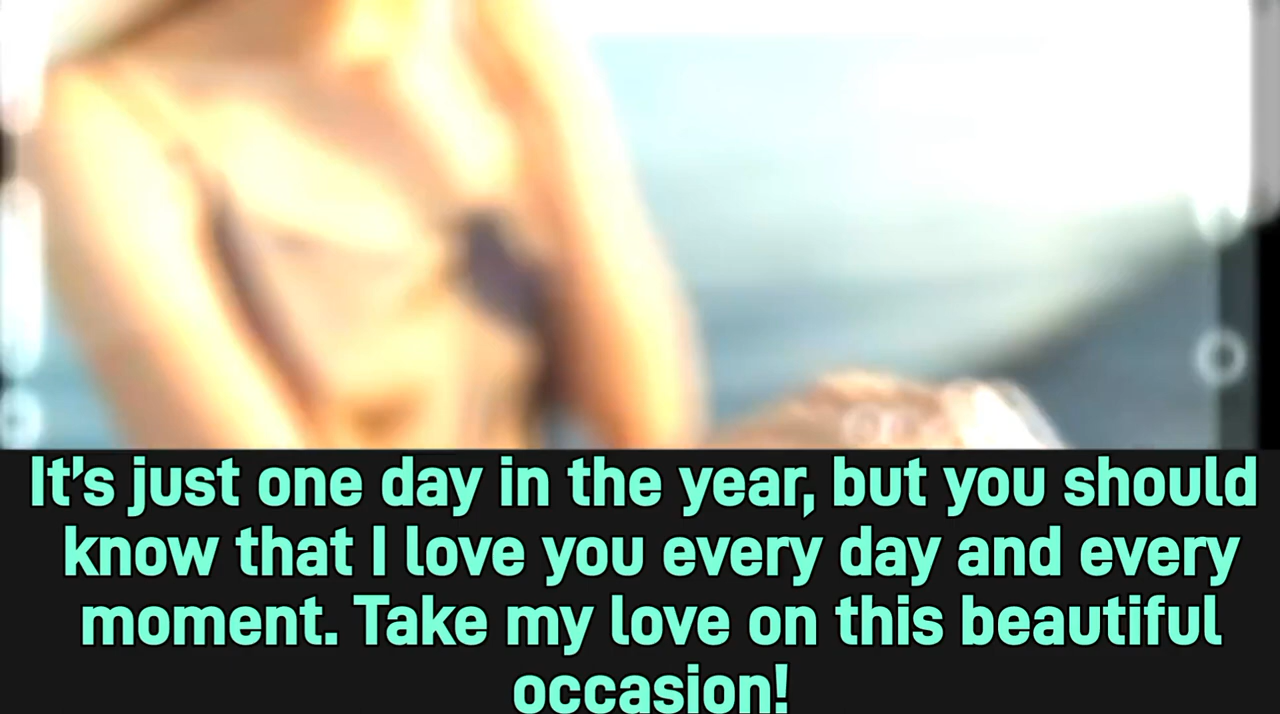 It's just one day in the year, but you should
know that I love you every day and every
moment. Take my love on this beautiful
occasion!